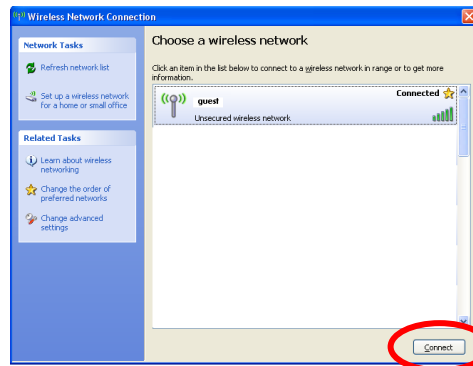 Wireless Network Connection
Network Tasks
Refresh network list
Set up a wireless network
for a home or small office
Related Tasks
Learn about wireless
networking
Change the order of
preferred networks
Change advanced
settings
Choose a wireless network
Click an item in the list below to connect to a wireless network in range or to get more
information.
guest
Connected
Unsecured wireless network
Connect